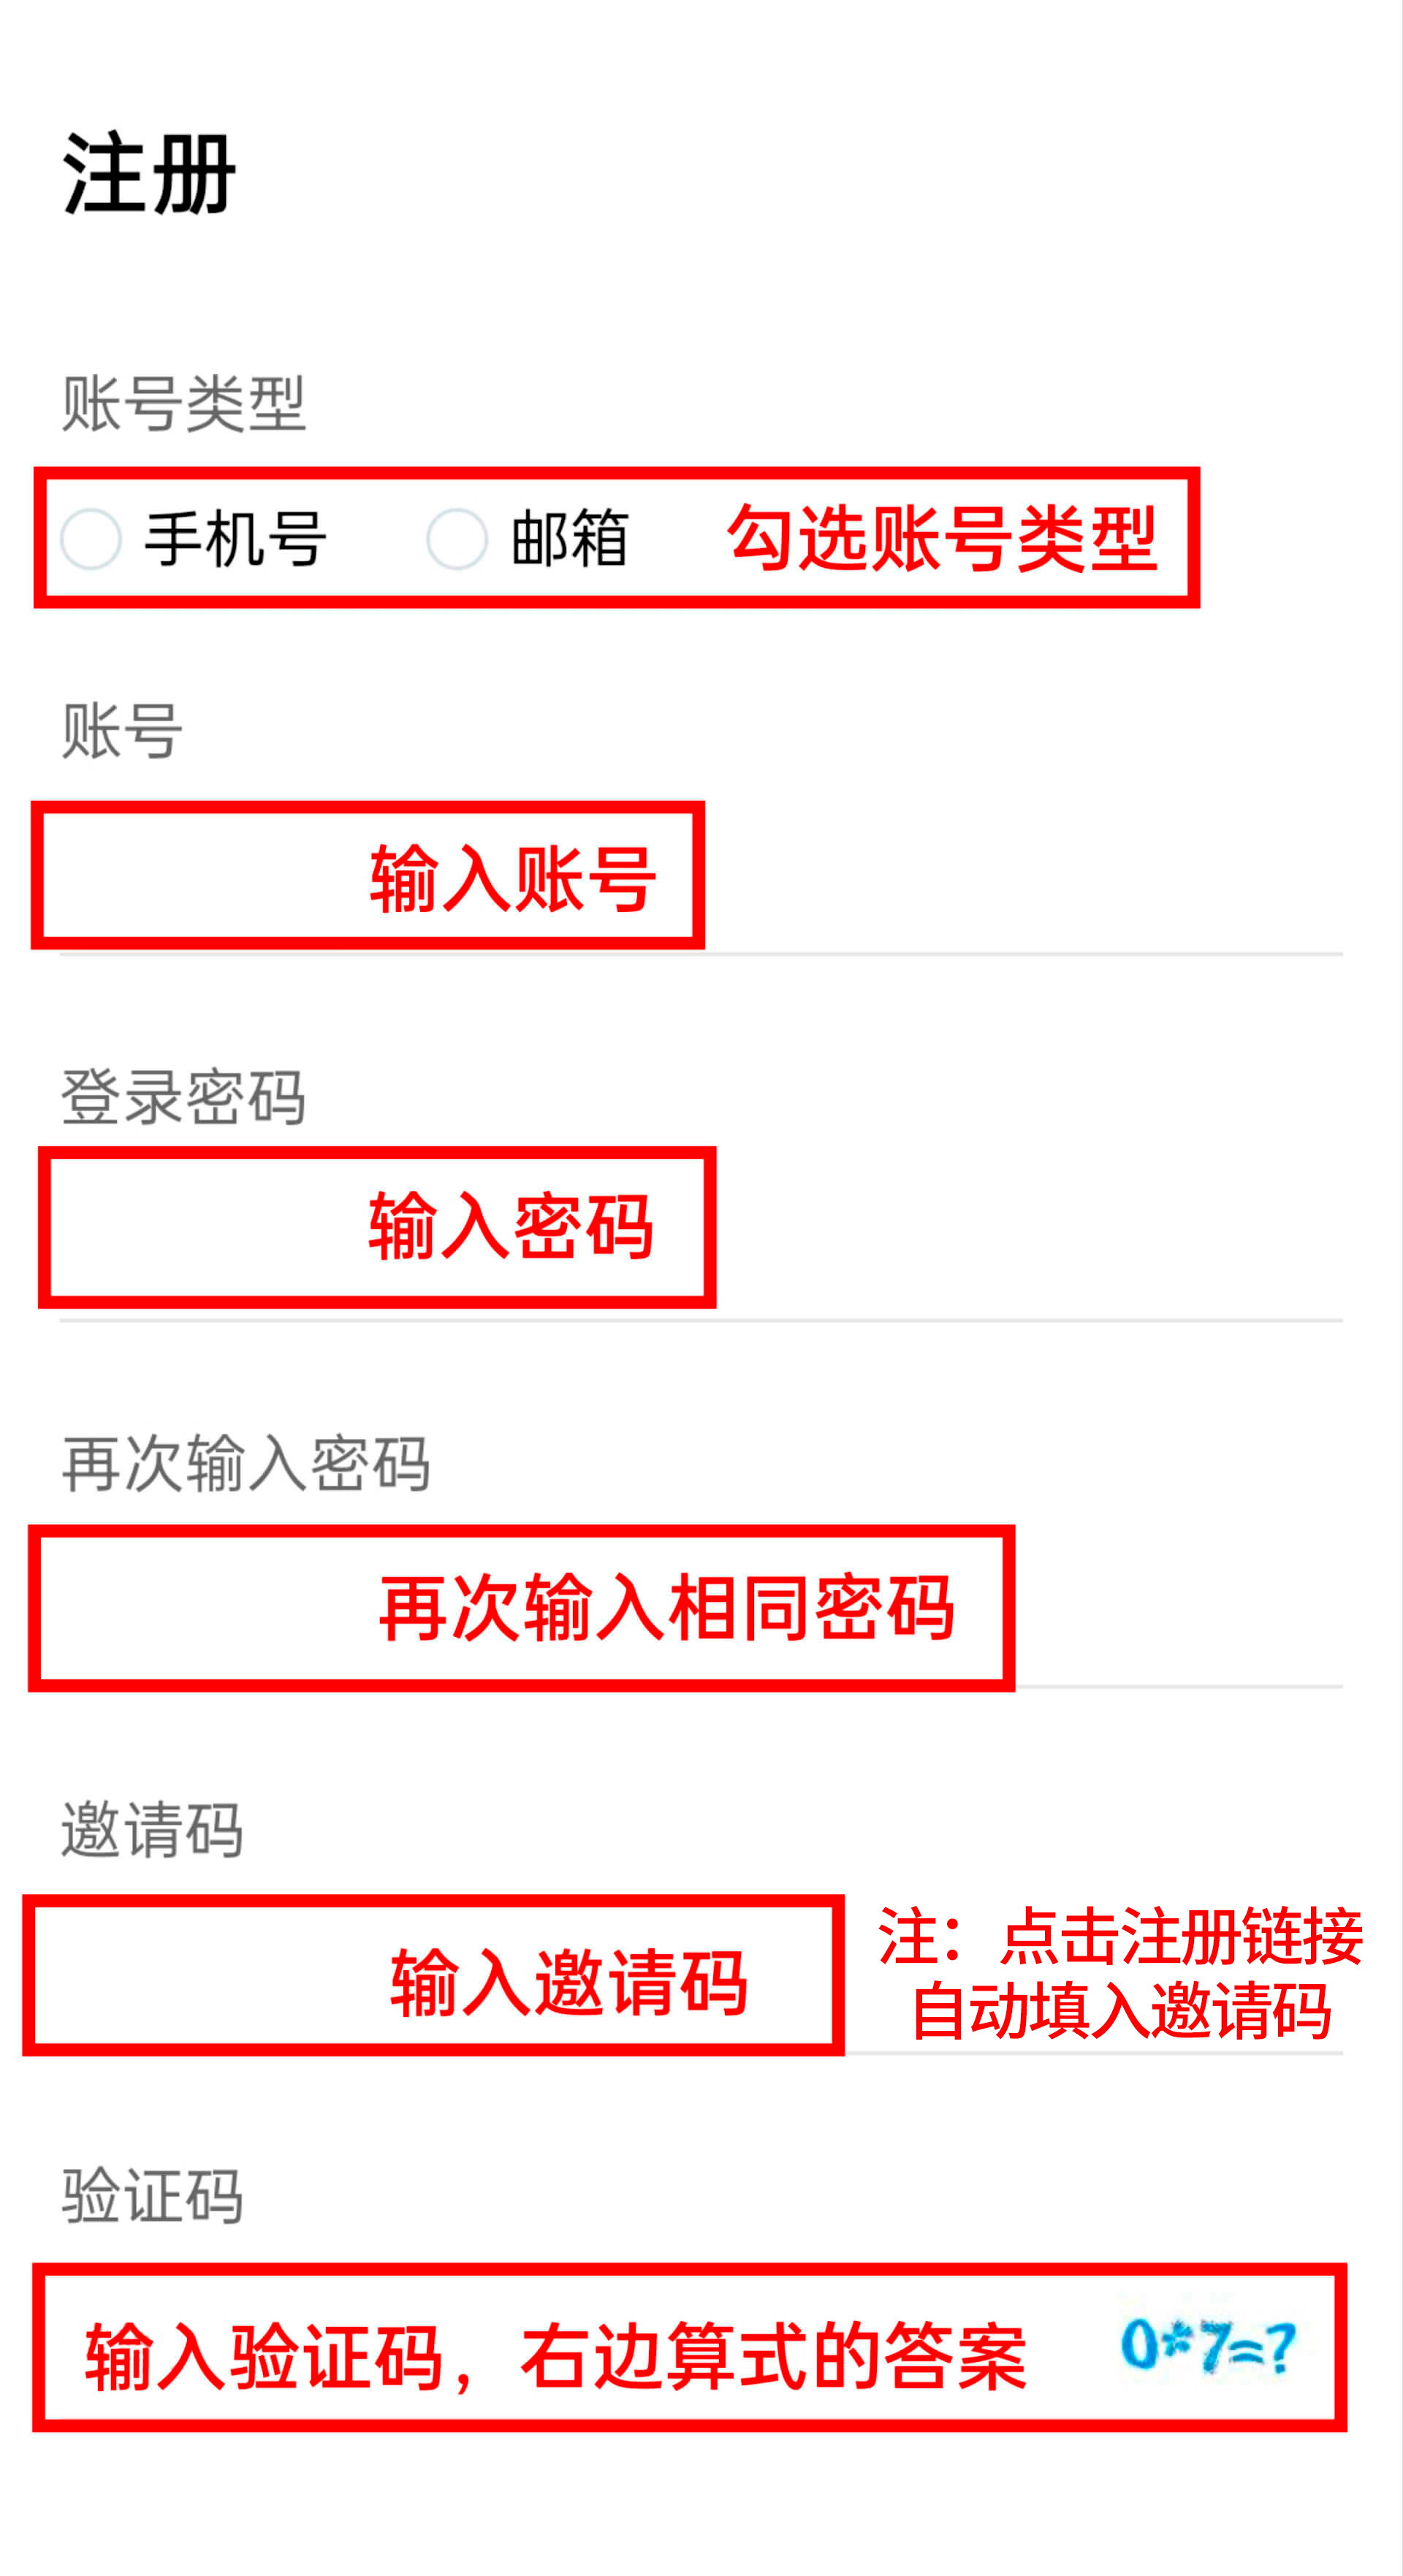 注册
账号类型
手机号 邮箱 勾选账号类型
账号
输入账号
登录密码
输入密码
再次输入密码
再次输入相同密码
邀请码
输入邀请码
注：点击注册链接
自动填入邀请码
验证码
输入验证码，右边算式的答案 0*7=?